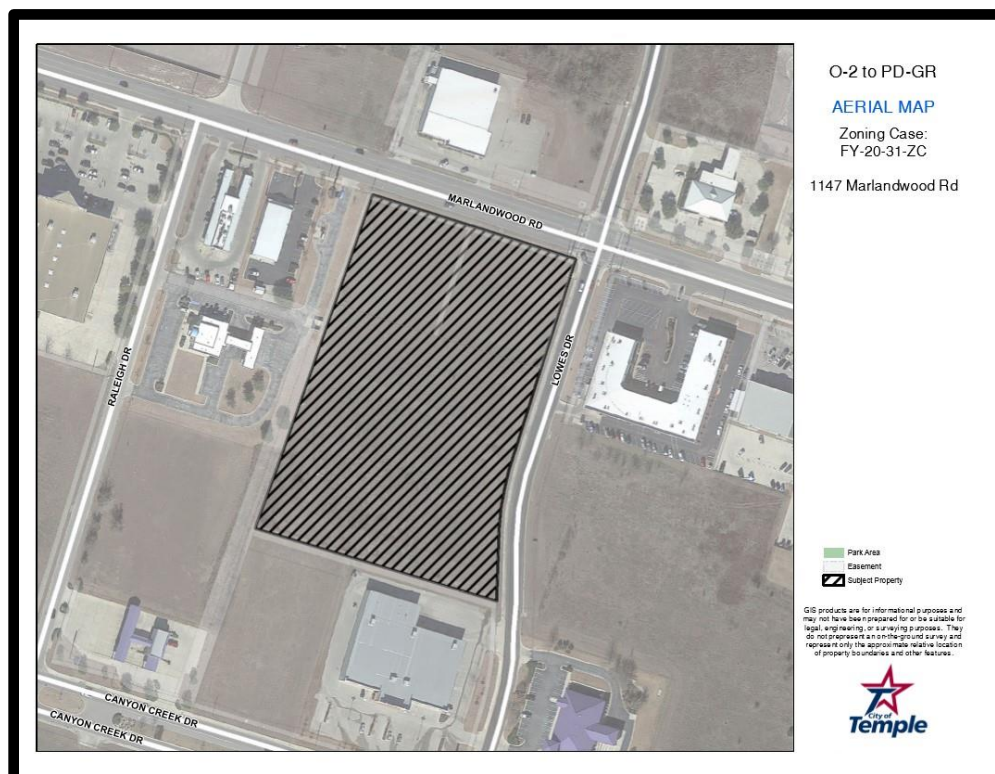 O-2 to PD-GR
AERIAL MAP
Zoning Case:
FY-20-31-ZC
1147 Marlandwood Rd
MARLANDWOOD RD
LOWES DR
RALEIGH DR
CANYON CREEK DR
CANYON CREEK DR
Park Area
Easement
Subject Property
GIS products are for informational purposes and
may not have been prepared for or be suitable for
legal, engineering, or surveying purposes. They
do not prepresent an on-the-ground survey and
represent only the approximate relative location
of property boundaries and other features.
City of
Temple